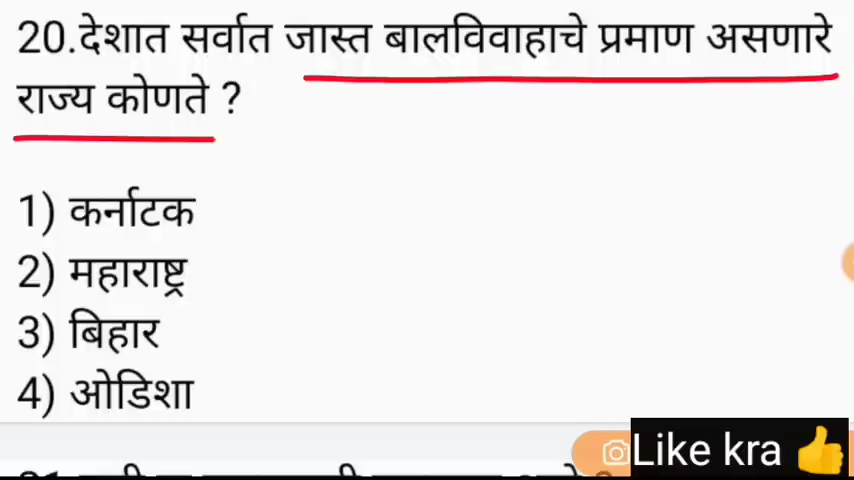 20.देशात सर्वात जास्त बालविवाहाचे प्रमाण असणारे
राज्य कोणते ?
1) कर्नाटक
2) महाराष्ट्र
3) बिहार
4) ओडिशा
Like kra 👍